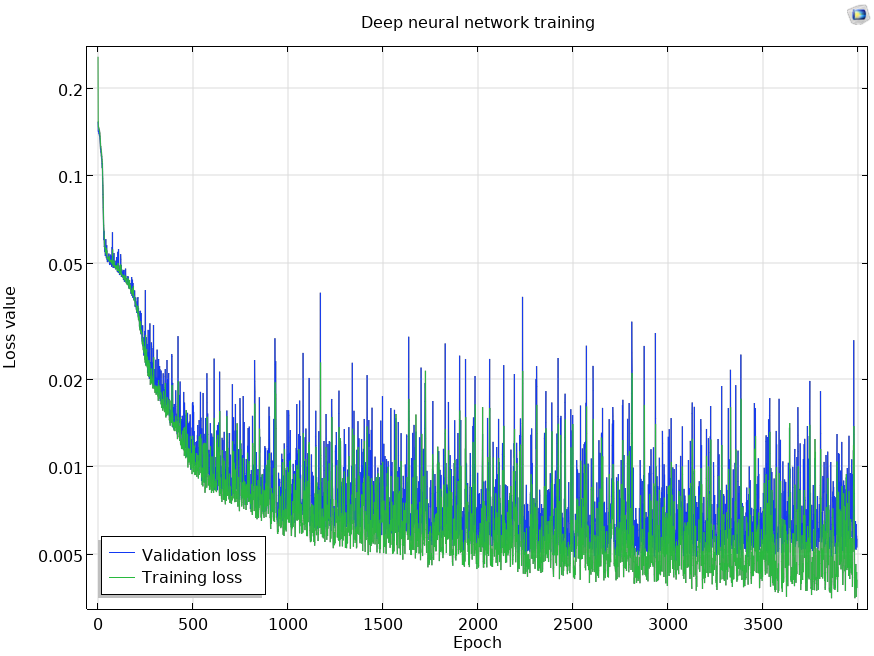 Deep neural network training
Loss value
0.2
0.1
0.05
0.02
0.01
0.005
Validation loss
Training loss
0 500 1000 1500 2000 2500 3000 3500
Epoch